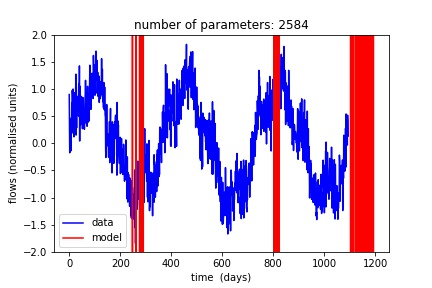 number of parameters: 2584
flows (normalised units)
2.0
1.5
1.0
0.5
0.0
−0.5
−1.0
−1.5
−2.0
data
model
0 200 400 600 800 1000 1200
time (days)